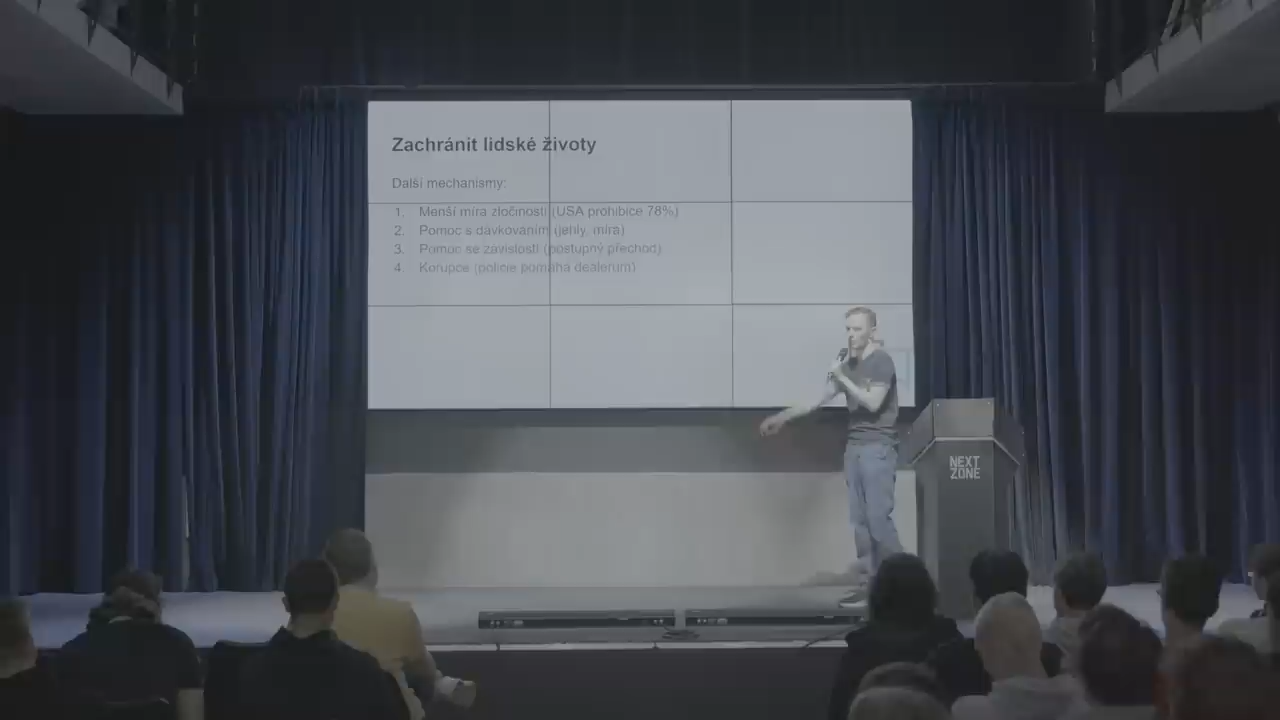 Zachránit lidské životy
Další mechanismy:
1. Menší míra zločinosti (USA prohibice 78%)
2. Pomoc s dávkováním (jehly, míra)
3. Pomoc se závislostí (postupný přechod)
4. Korupce (policie pomáhá dealerům)
NEXT
ZONE